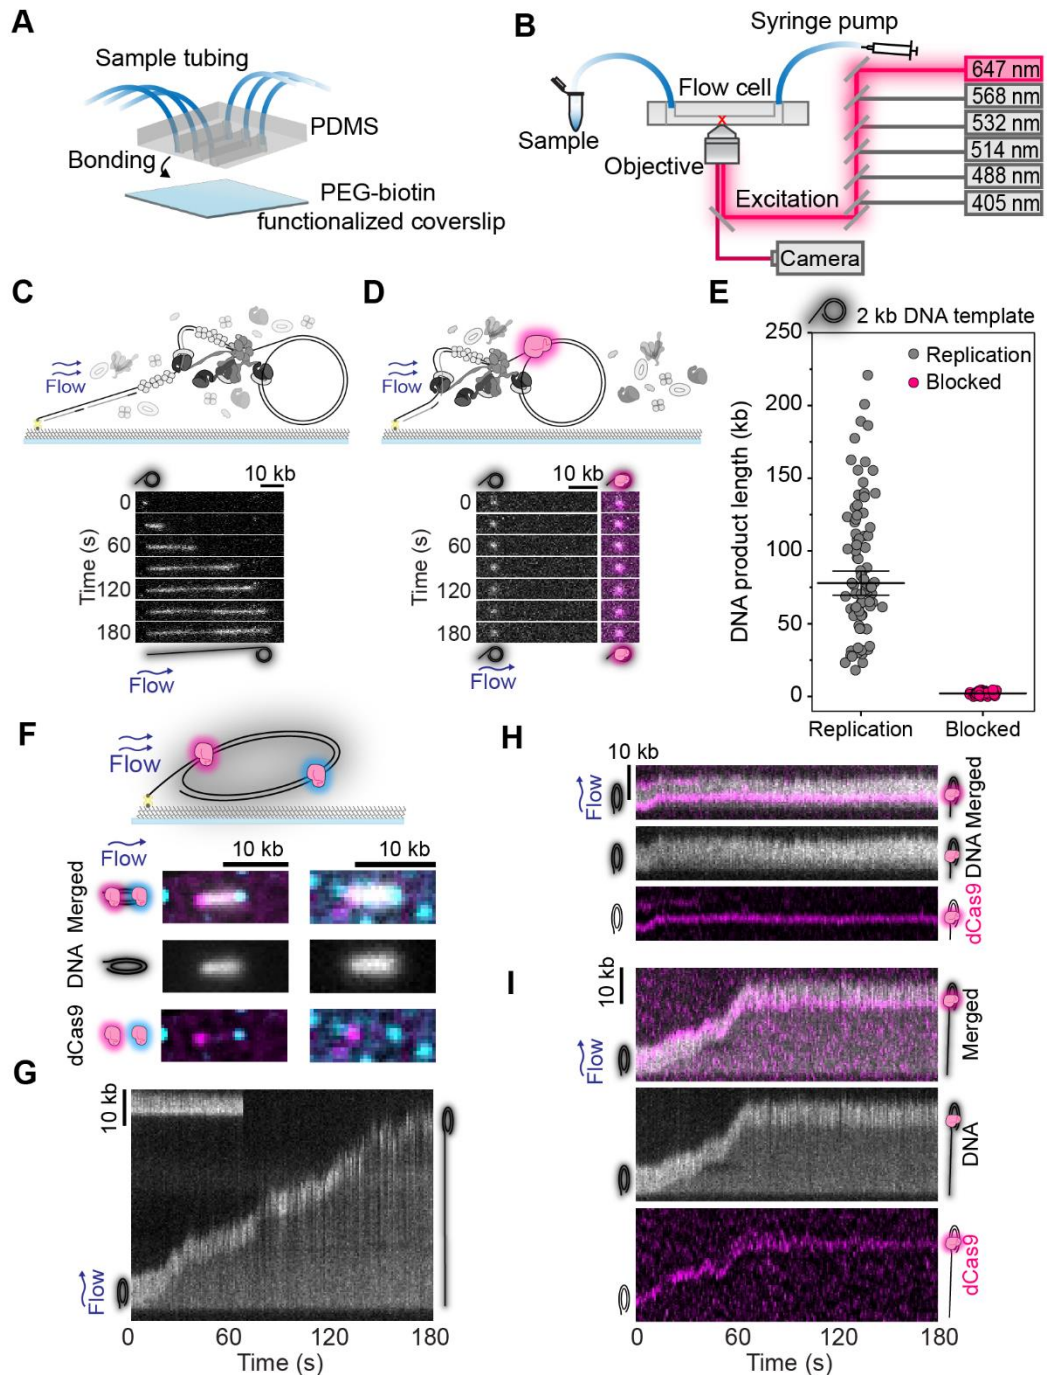 A
Sample tubing
PDMS
Bonding
PEG-biotin
functionalized coverslip
B
Syringe pump
Flow cell
Sample
Objective
Excitation
Camera
647 nm
568 nm
532 nm
514 nm
488 nm
405 nm
C
Flow
10 kb
Time (s)
0
60
120
180
Flow
D
Flow
10 kb
Time (s)
0
60
120
180
Flow
E
2 kb DNA template
Replication
Blocked
DNA product length (kb)
250
200
150
100
50
0
Replication
Blocked
F
Flow
Flow
10 kb
10 kb
Merged
DNA
dCas9
G
10 kb
Flow
0
60
120
180
Time (s)
H
10 kb
Flow
Merged
DNA
dCas9
I
10 kb
Flow
Merged
DNA
dCas9
0
60
120
180
Time (s)